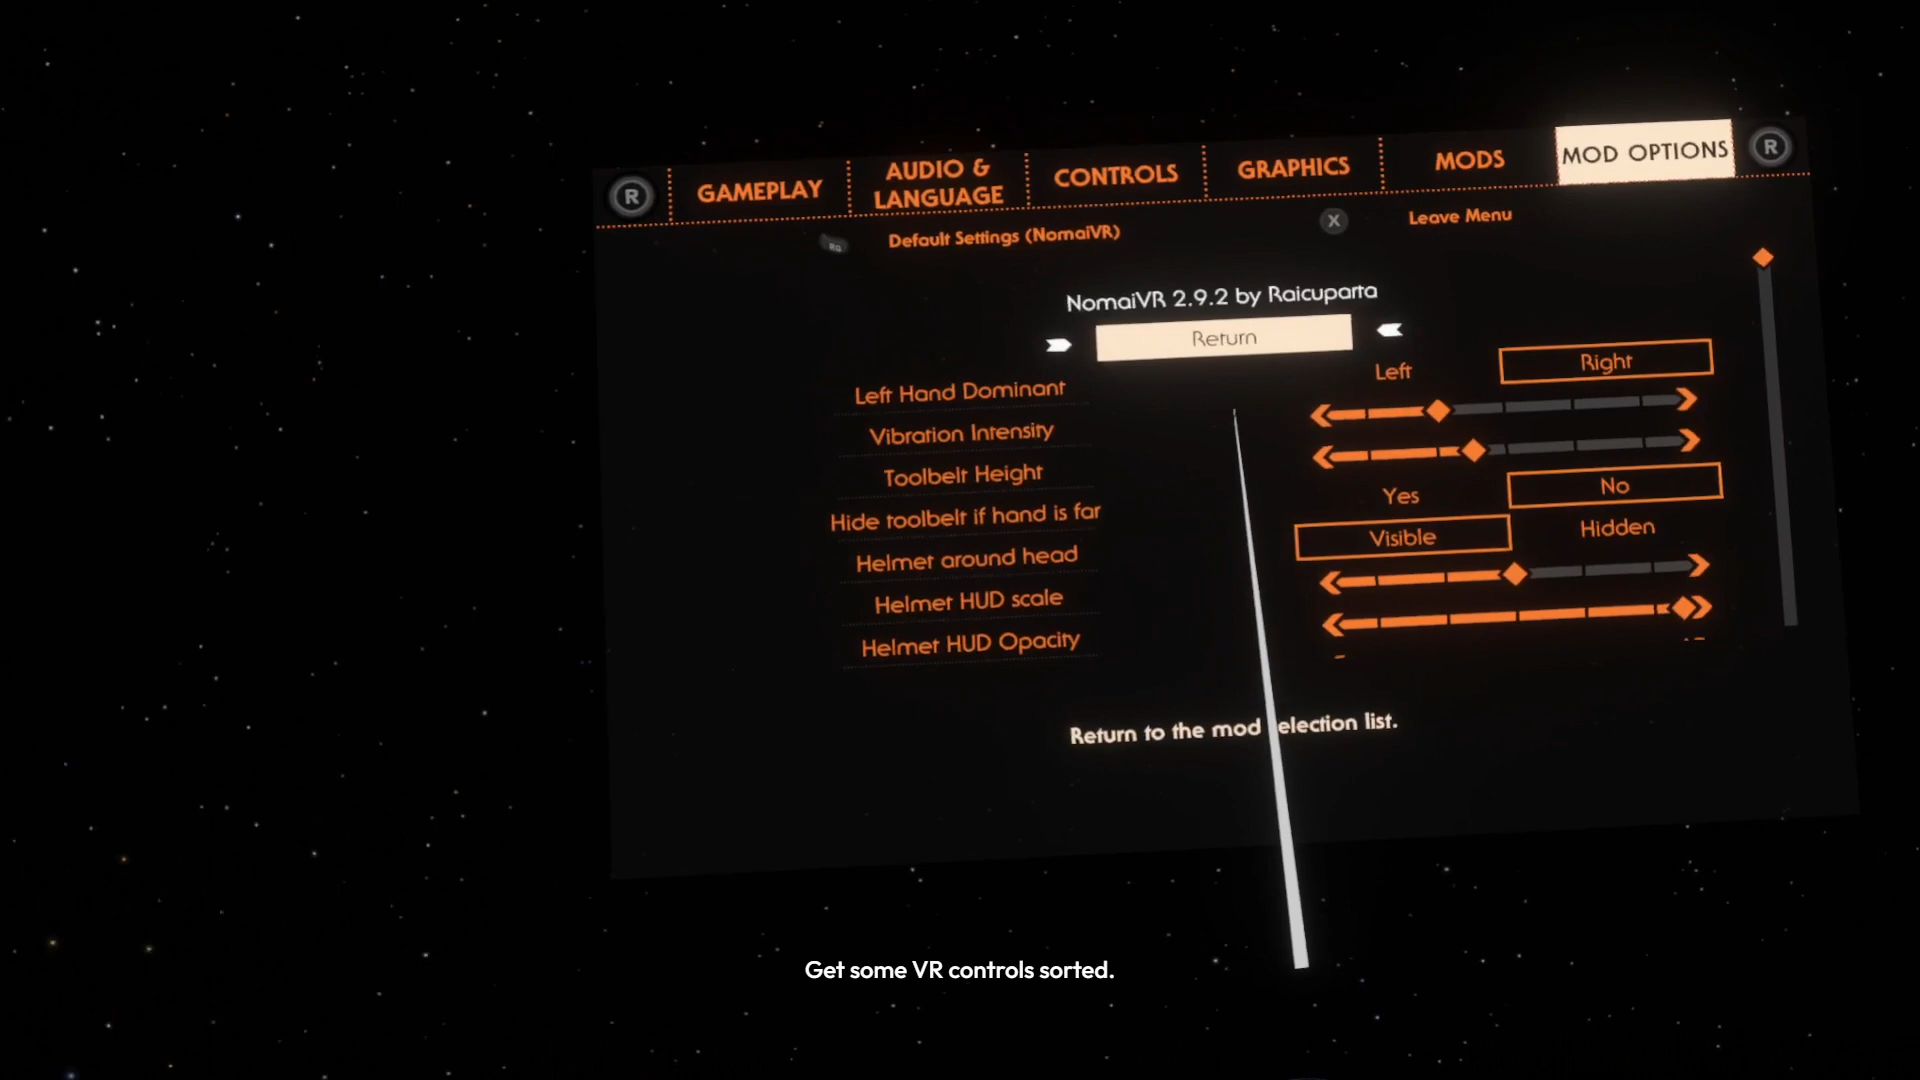 R GAMEPLAY AUDIO & LANGUAGE CONTROLS GRAPHICS MODS MOD OPTIONS R
RG Default Settings (NomaiVR) X Leave Menu
NomaiVR 2.9.2 by Raicuparta
Return
Left Hand Dominant Left Right
Vibration Intensity
Toolbelt Height
Hide toolbelt if hand is far Yes No
Helmet around head Visible Hidden
Helmet HUD scale
Helmet HUD Opacity
Return to the mod election list.
Get some VR controls sorted.